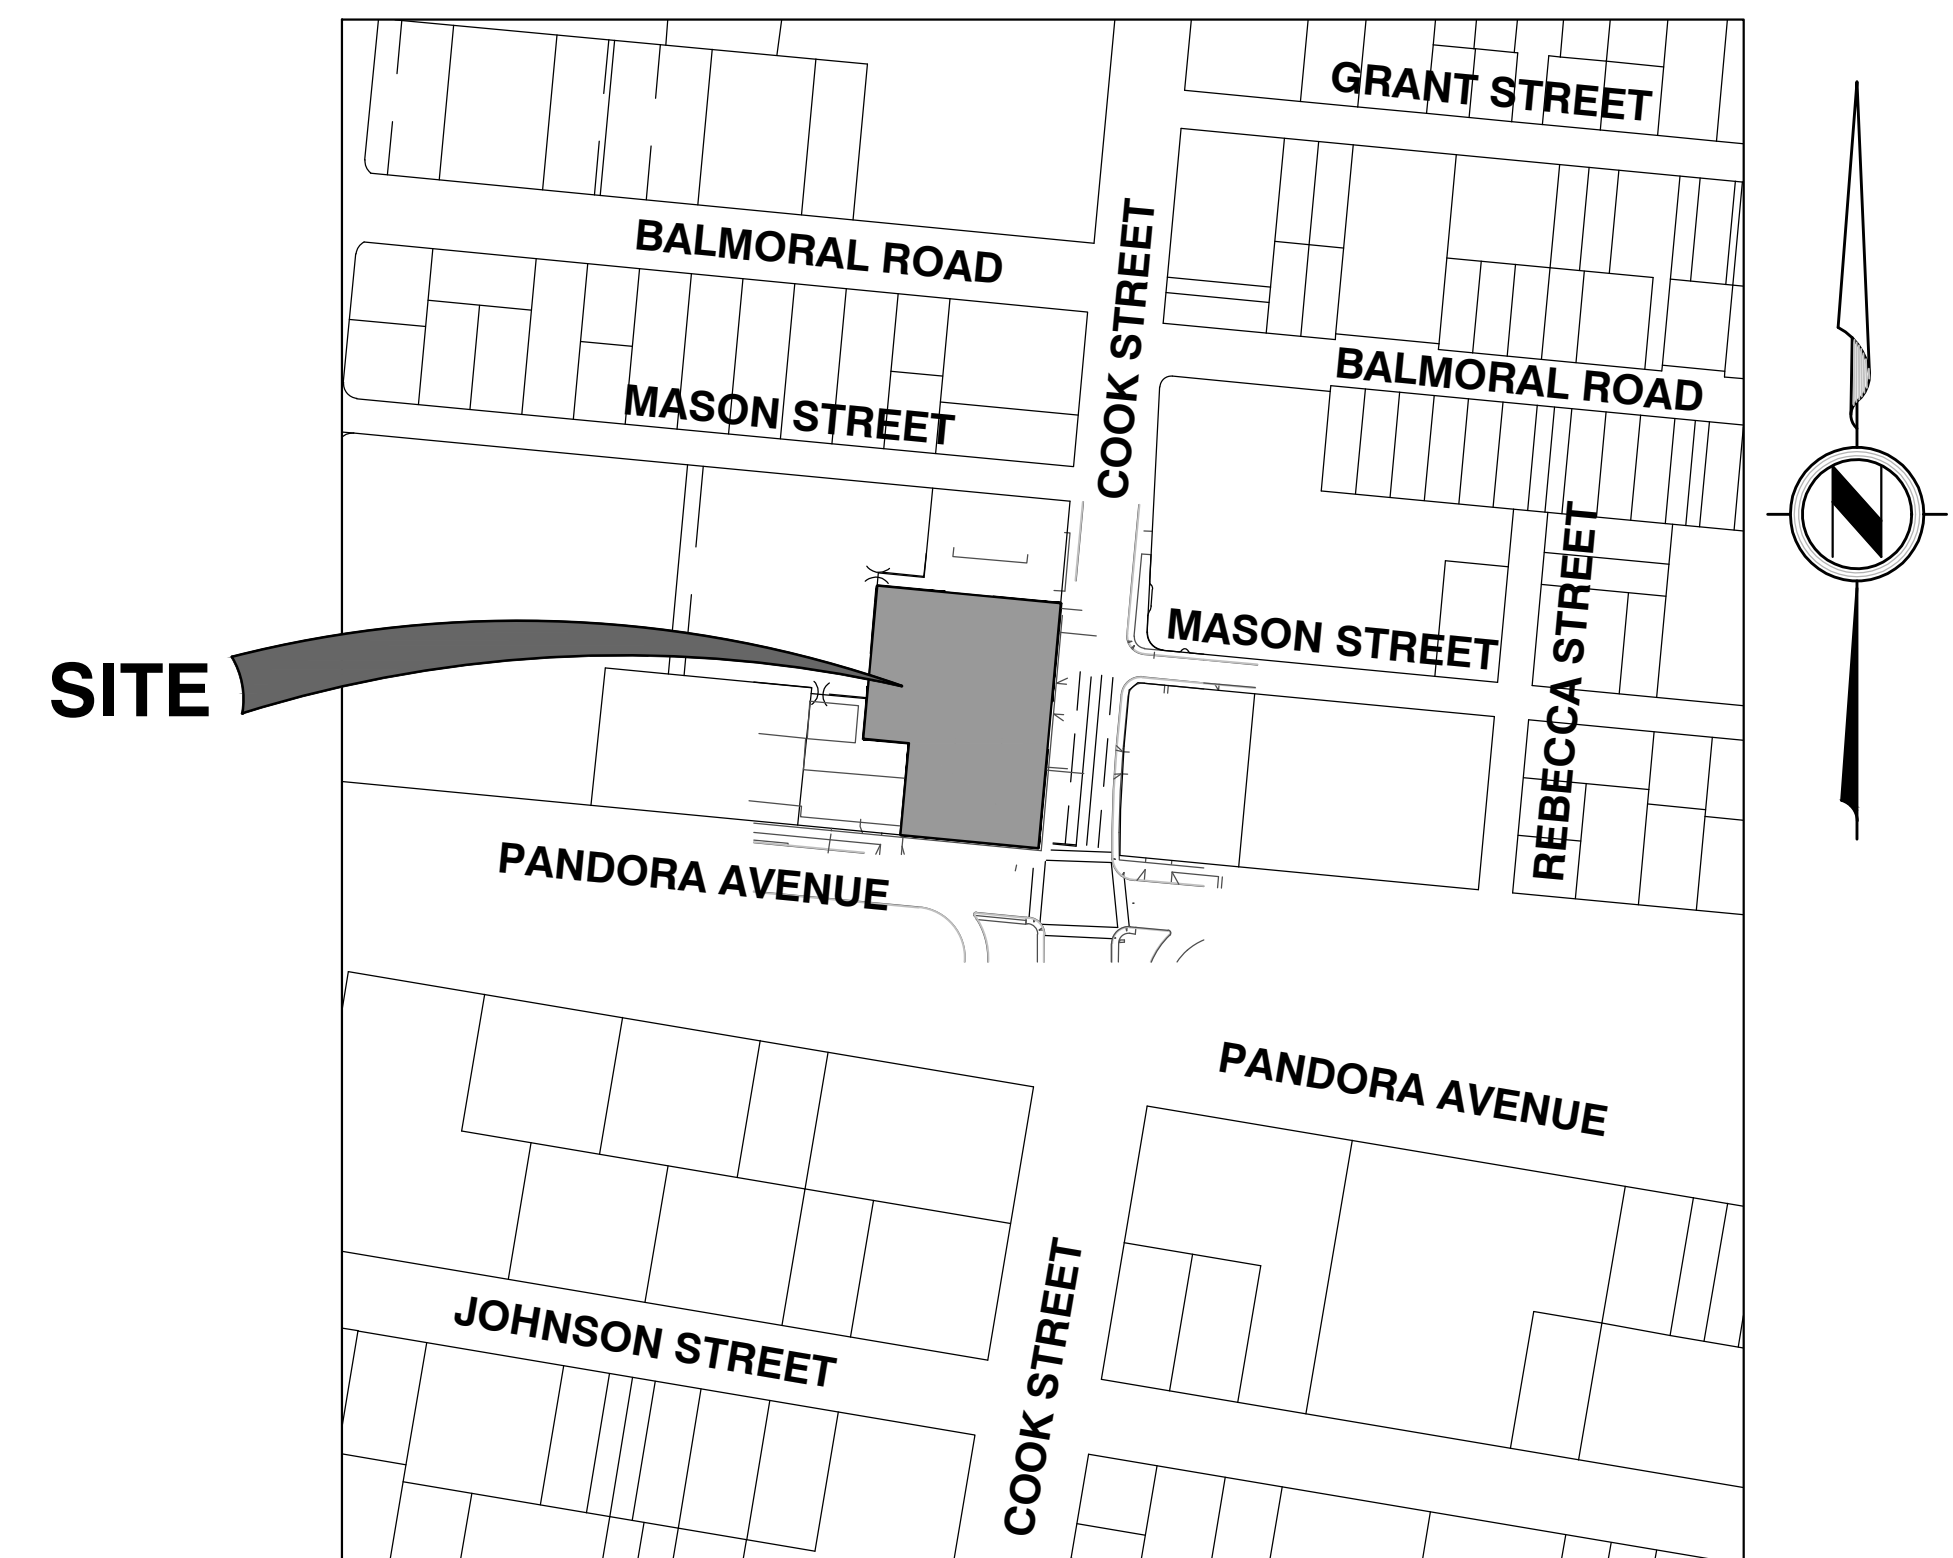 GRANT STREET
BALMORAL ROAD
COOK STREET
BALMORAL ROAD
MASON STREET
REBECCA STREET
MASON STREET
SITE
PANDORA AVENUE
PANDORA AVENUE
JOHNSON STREET
COOK STREET
N